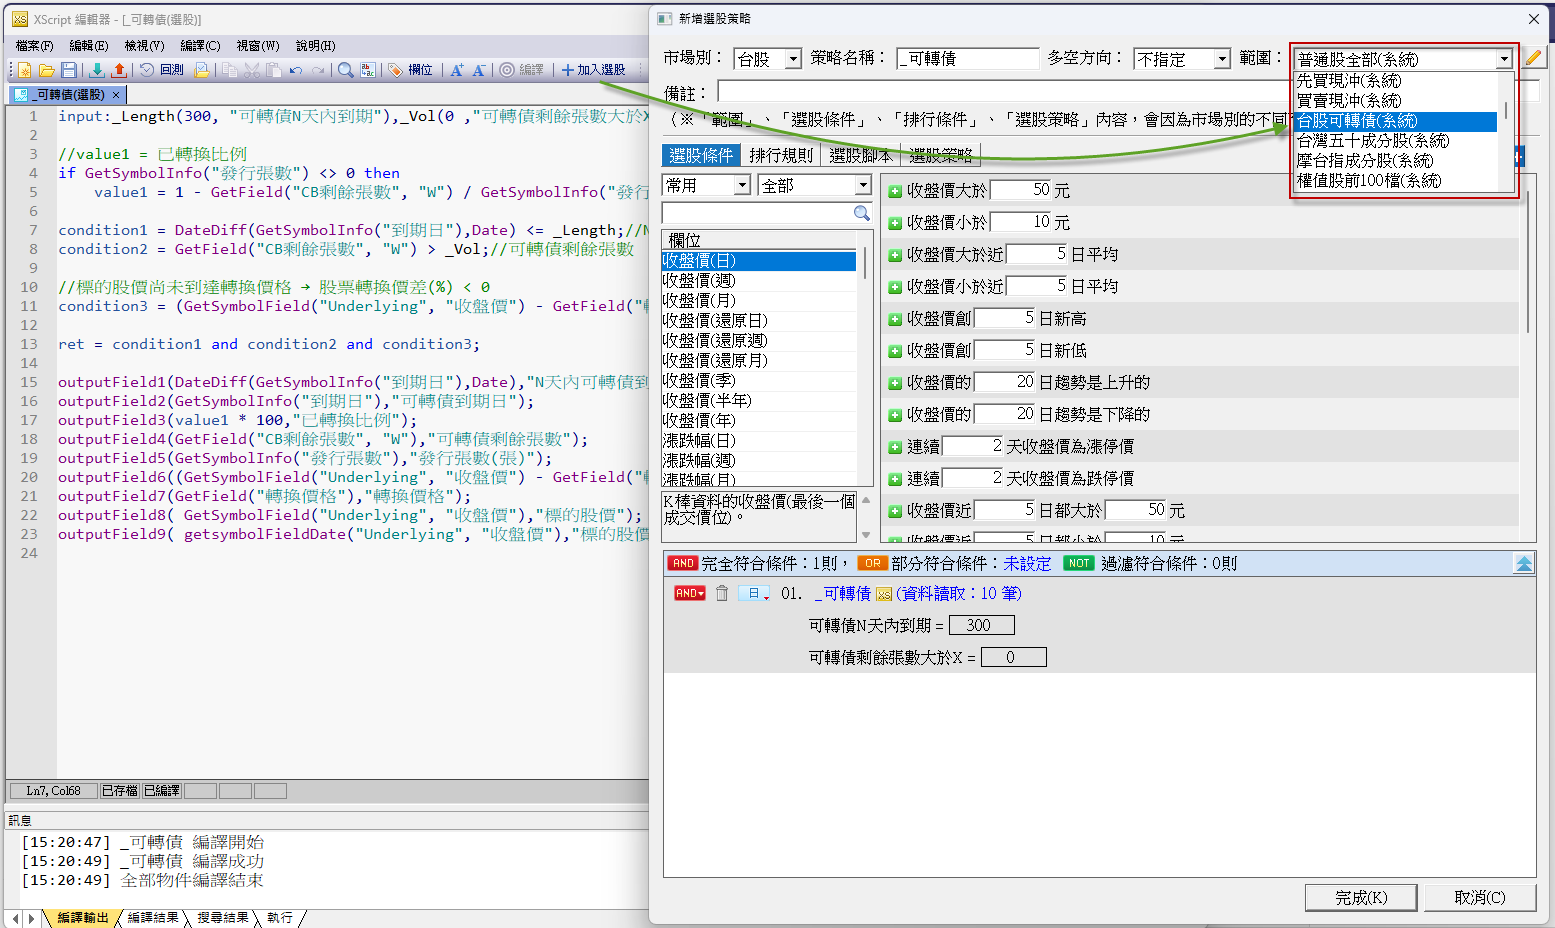 XScript 編輯器 - [_可轉債(選股)]
檔案(F) 編輯(E) 檢視(V) 編譯(C) 視窗(W) 說明(H)
回測 欄位 編譯 加入選股
_可轉債(選股) ×
1 input:_Length(300, "可轉債N天內到期"),_Vol(0 ,"可轉債剩餘張數大於X
2
3 //value1 = 已轉換比例
4 if GetSymbolInfo("發行張數") <> 0 then
5 value1 = 1 - GetField("CB剩餘張數", "W") / GetSymbolInfo("發行
6
7 condition1 = DateDiff(GetSymbolInfo("到期日"),Date) <= _Length;//N
8 condition2 = GetField("CB剩餘張數", "W") > _Vol;//可轉債剩餘張數
9
10 //標的股價尚未到達轉換價格 → 股票轉換價差(%) < 0
11 condition3 = (GetSymbolField("Underlying", "收盤價") - GetField("轉
12
13 ret = condition1 and condition2 and condition3;
14
15 outputField1(DateDiff(GetSymbolInfo("到期日"),Date),"N天內可轉債到
16 outputField2(GetSymbolInfo("到期日"),"可轉債到期日");
17 outputField3(value1 * 100,"已轉換比例");
18 outputField4(GetField("CB剩餘張數", "W"),"可轉債剩餘張數");
19 outputField5(GetSymbolInfo("發行張數"),"發行張數(張)");
20 outputField6((GetSymbolField("Underlying", "收盤價") - GetField("轉
21 outputField7(GetField("轉換價格"),"轉換價格");
22 outputField8( GetSymbolField("Underlying", "收盤價"),"標的股價");
23 outputField9( getsymbolFieldDate("Underlying", "收盤價"),"標的股價
24
Ln7, Col68 已存檔 已編譯
訊息
[15:20:47] _可轉債 編譯開始
[15:20:49] _可轉債 編譯成功
[15:20:49] 全部物件編譯結束
編譯輸出 編譯結果 搜尋結果 執行
新增選股策略
市場別： 台股 策略名稱： _可轉債 多空方向： 不指定 範圍： 普通股全部(系統)
先買現沖(系統)
買賣現沖(系統)
台股可轉債(系統)
台灣五十成分股(系統)
摩台指成分股(系統)
權值股前100檔(系統)
備註：
(※「範圍」、「選股條件」、「排行條件」、「選股策略」內容，會因為市場別的不同
選股條件 排行規則 選股腳本 選股策略
常用 全部
欄位
收盤價(日)
收盤價(週)
收盤價(月)
收盤價(還原日)
收盤價(還原週)
收盤價(還原月)
收盤價(季)
收盤價(半年)
收盤價(年)
漲跌幅(日)
漲跌幅(週)
漲跌幅(月)
K棒資料的收盤價(最後一個成交價位)。
收盤價大於 50 元
收盤價小於 10 元
收盤價大於近 5 日平均
收盤價小於近 5 日平均
收盤價創 5 日新高
收盤價創 5 日新低
收盤價的 20 日趨勢是上升的
收盤價的 20 日趨勢是下降的
連續 2 天收盤價為漲停價
連續 2 天收盤價為跌停價
收盤價近 5 日都大於 50 元
收盤價近 5 日都小於 10 元
AND 完全符合條件：1則， OR 部分符合條件：未設定 NOT 過濾符合條件：0則
AND 日 01. _可轉債 XS (資料讀取：10 筆)
可轉債N天內到期 = 300
可轉債剩餘張數大於X = 0
完成(K) 取消(C)